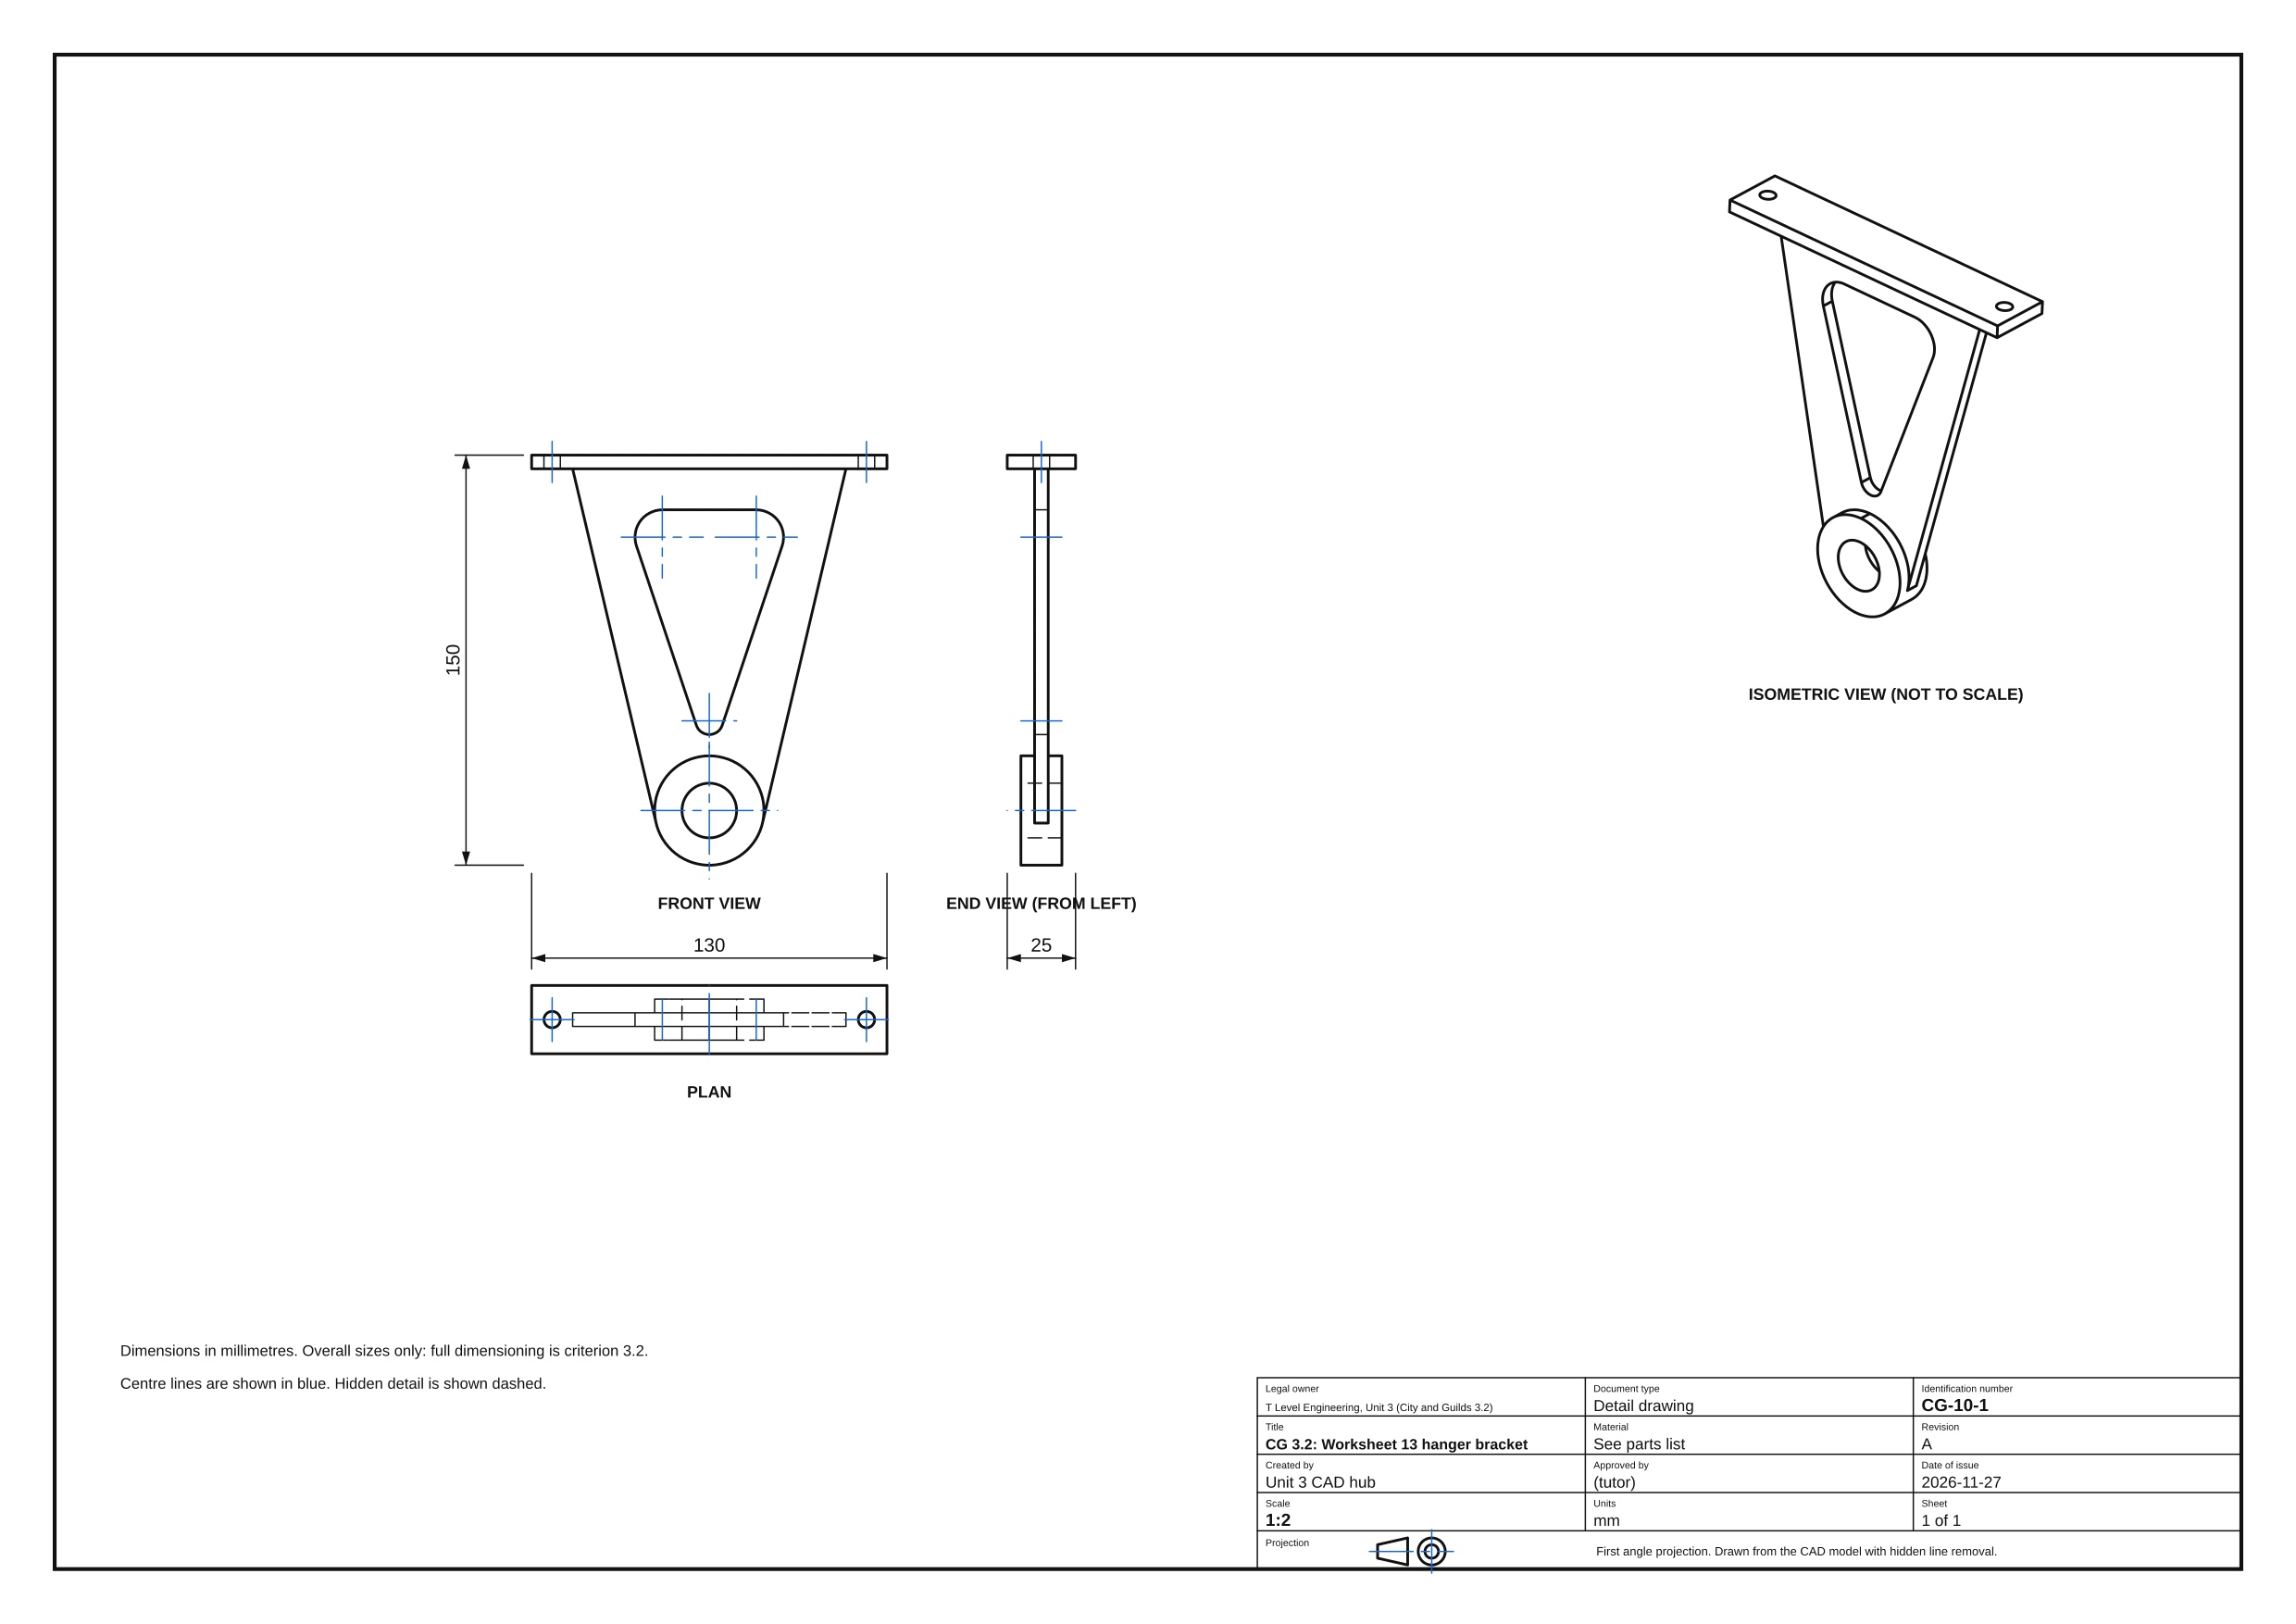 ISOMETRIC VIEW (NOT TO SCALE)
150
FRONT VIEW
END VIEW (FROM LEFT)
130
25
PLAN
Dimensions in millimetres. Overall sizes only: full dimensioning is criterion 3.2.
Centre lines are shown in blue. Hidden detail is shown dashed.
Legal owner
T Level Engineering, Unit 3 (City and Guilds 3.2)
Document type
Detail drawing
Identification number
CG-10-1
Title
CG 3.2: Worksheet 13 hanger bracket
Material
See parts list
Revision
A
Created by
Unit 3 CAD hub
Approved by
(tutor)
Date of issue
2026-11-27
Scale
1:2
Units
mm
Sheet
1 of 1
Projection
First angle projection. Drawn from the CAD model with hidden line removal.